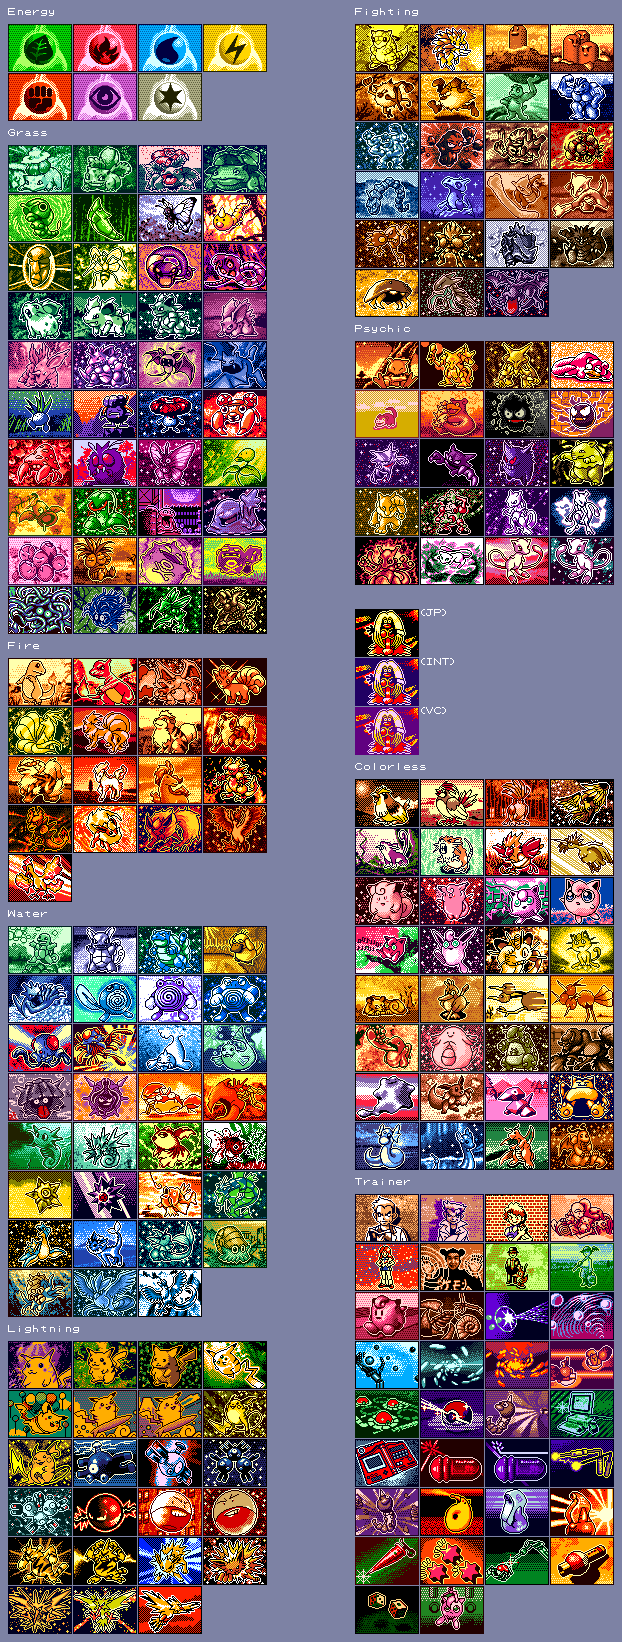 Energy
Grass
Fire
Water
Lightning
Fighting
Psychic
(JP)
(INT)
(VC)
Colorless
Trainer